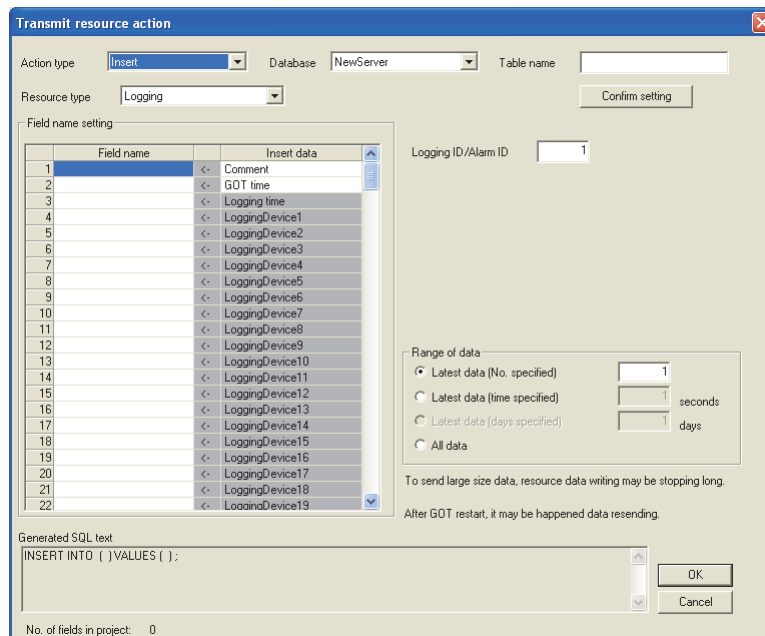 Transmit resource action
Action type Insert Database NewServer Table name
Resource type Logging Confirm setting
Field name setting
Field name Insert data
Logging ID/Alarm ID 1
1 <- Comment
2 <- GOT time
3 <- Logging time
4 <- LoggingDevice1
5 <- LoggingDevice2
6 <- LoggingDevice3
7 <- LoggingDevice4
8 <- LoggingDevice5
9 <- LoggingDevice6
10 <- LoggingDevice7
11 <- LoggingDevice8
12 <- LoggingDevice9
13 <- LoggingDevice10
14 <- LoggingDevice11
15 <- LoggingDevice12
16 <- LoggingDevice13
17 <- LoggingDevice14
18 <- LoggingDevice15
19 <- LoggingDevice16
20 <- LoggingDevice17
21 <- LoggingDevice18
22 <- LoggingDevice19
Range of data
Latest data (No. specified) 1
Latest data (time specified) 1 seconds
Latest data (days specified) 1 days
All data
To send large size data, resource data writing may be stopping long.
After GOT restart, it may be happened data resending.
Generated SQL text
INSERT INTO ( ) VALUES ( ) ;
OK
Cancel
No. of fields in project: 0